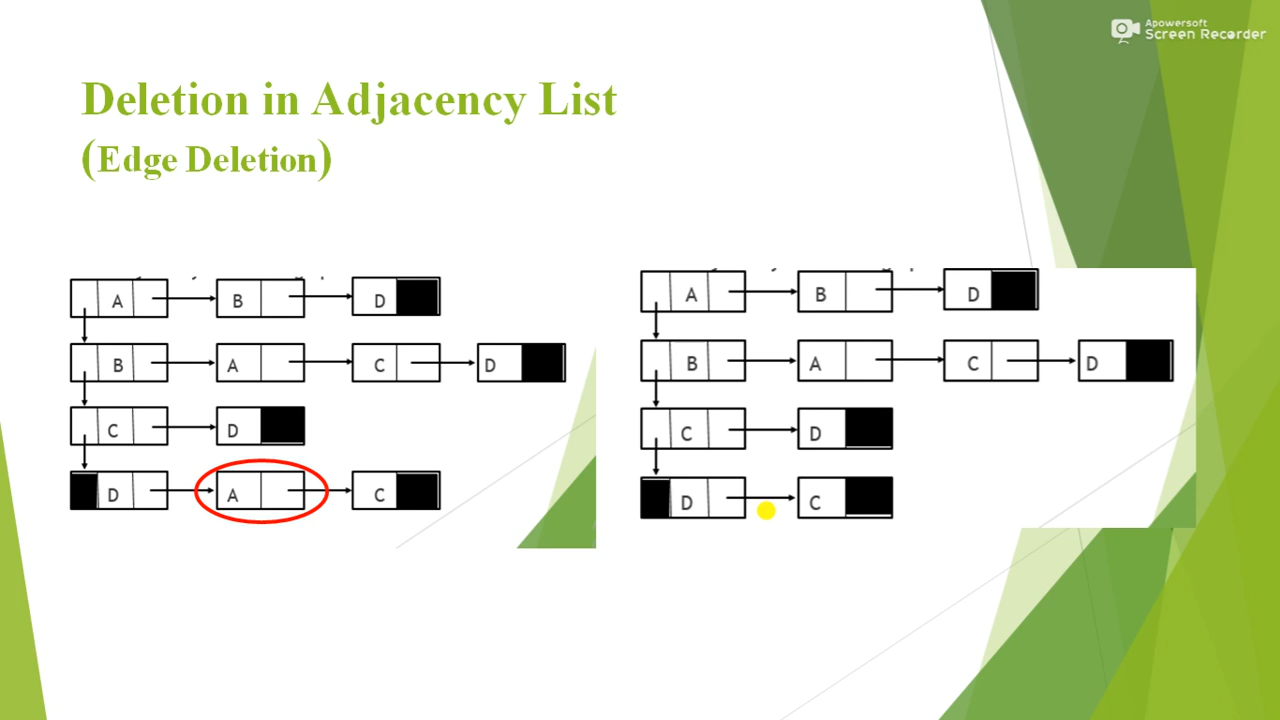 Apowersoft
Screen Recorder
Deletion in Adjacency List
(Edge Deletion)
A B D
B A C D
C D
D A C
A B D
B A C D
C D
D C